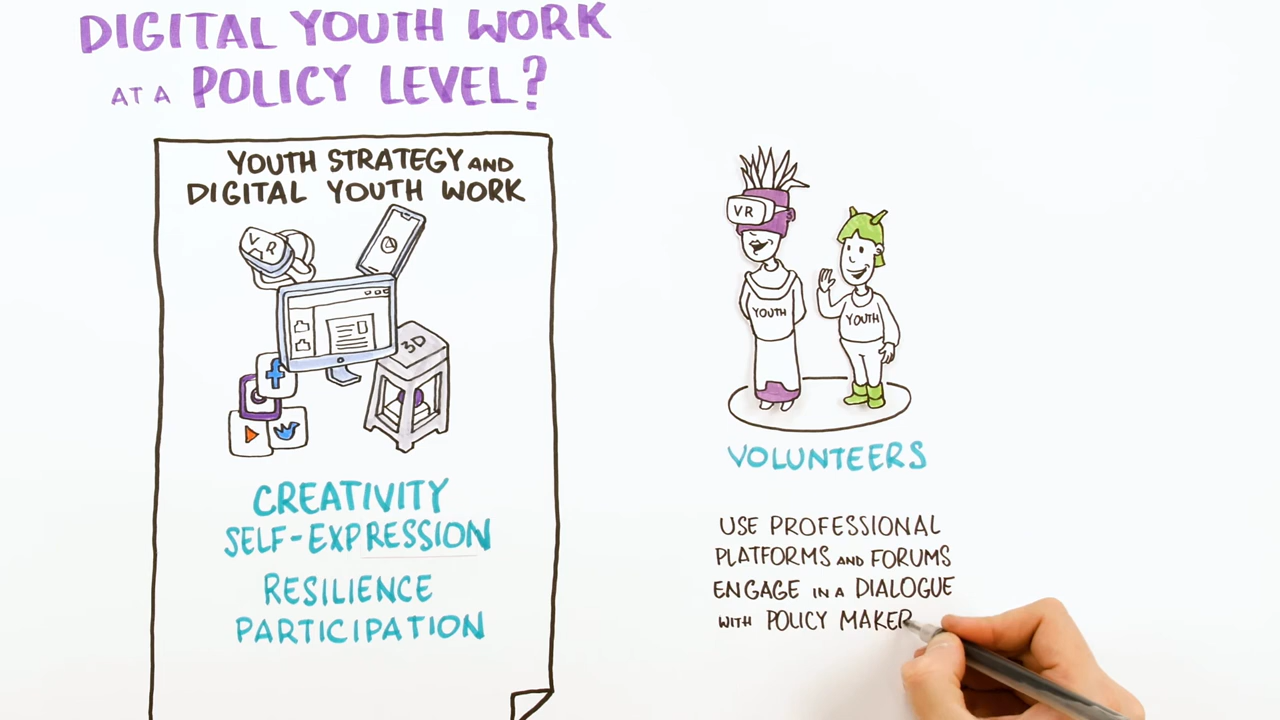 DIGITAL YOUTH WORK
AT A POLICY LEVEL?
YOUTH STRATEGY AND
DIGITAL YOUTH WORK
VR
3D
CREATIVITY
SELF-EXPRESSION
RESILIENCE
PARTICIPATION
VR
YOUTH
YOUTH
VOLUNTEERS
USE PROFESSIONAL
PLATFORMS AND FORUMS
ENGAGE IN A DIALOGUE
WITH POLICY MAKER